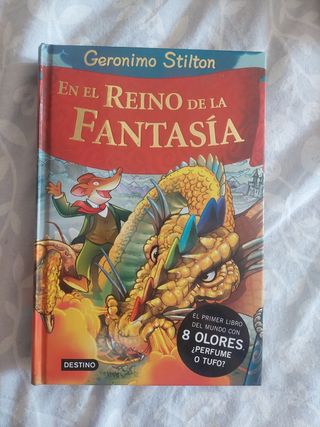 Geronimo Stilton
EN EL REINO DE LA
FANTASÍA
EL PRIMER LIBRO
DEL MUNDO CON
8 OLORES
¿PERFUME
O TUFO?
DESTINO